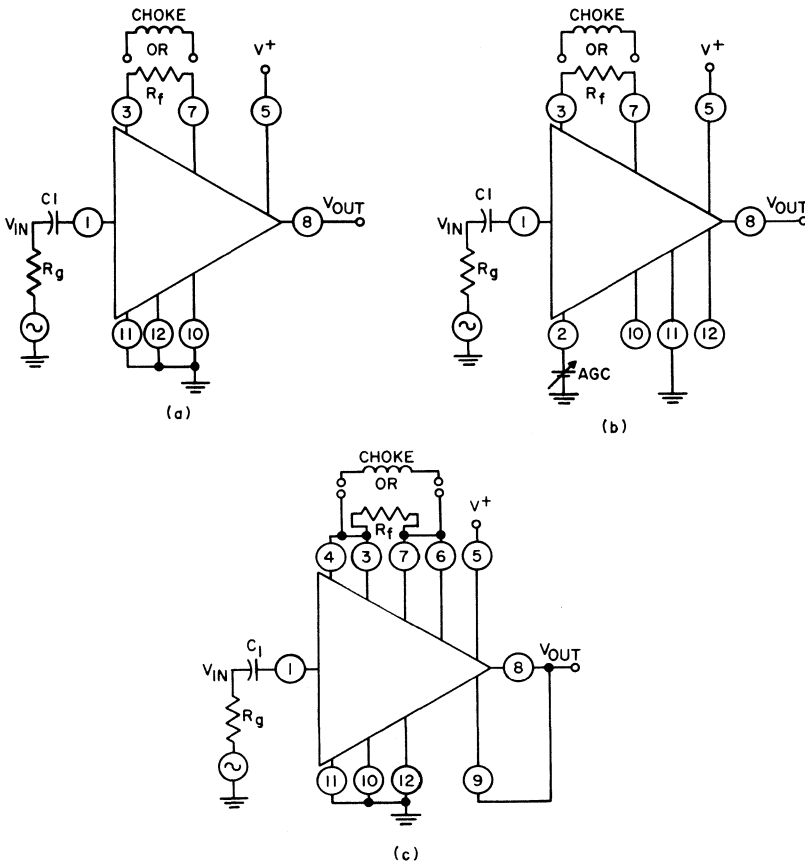 CHOKE
OR
Rf
V+
3
7
5
C1
VIN
1
8
VOUT
Rg
11
12
10
(a)
CHOKE
OR
Rf
V+
3
7
5
C1
VIN
1
8
VOUT
Rg
2
10
11
12
AGC
(b)
CHOKE
OR
Rf
V+
4
3
7
6
5
C1
VIN
1
8
VOUT
Rg
11
10
12
9
(c)